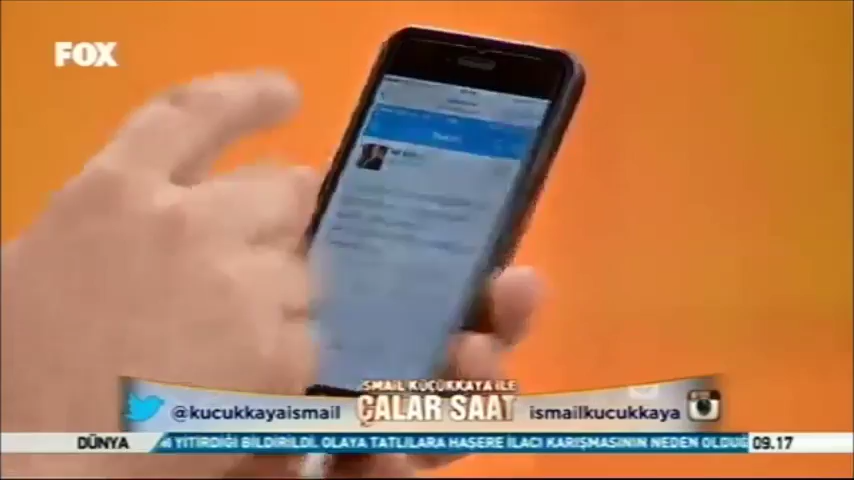 FOX
İSMAİL KÜÇÜKKAYA İLE
@kucukkayaismail
ÇALAR SAAT
ismailkucukkaya
DÜNYA
YİTİRDİĞİ BİLDİRİLDİ. OLAYA TATLILARA HAŞERE İLACI KARIŞMASININ NEDEN OLDUĞ
09.17